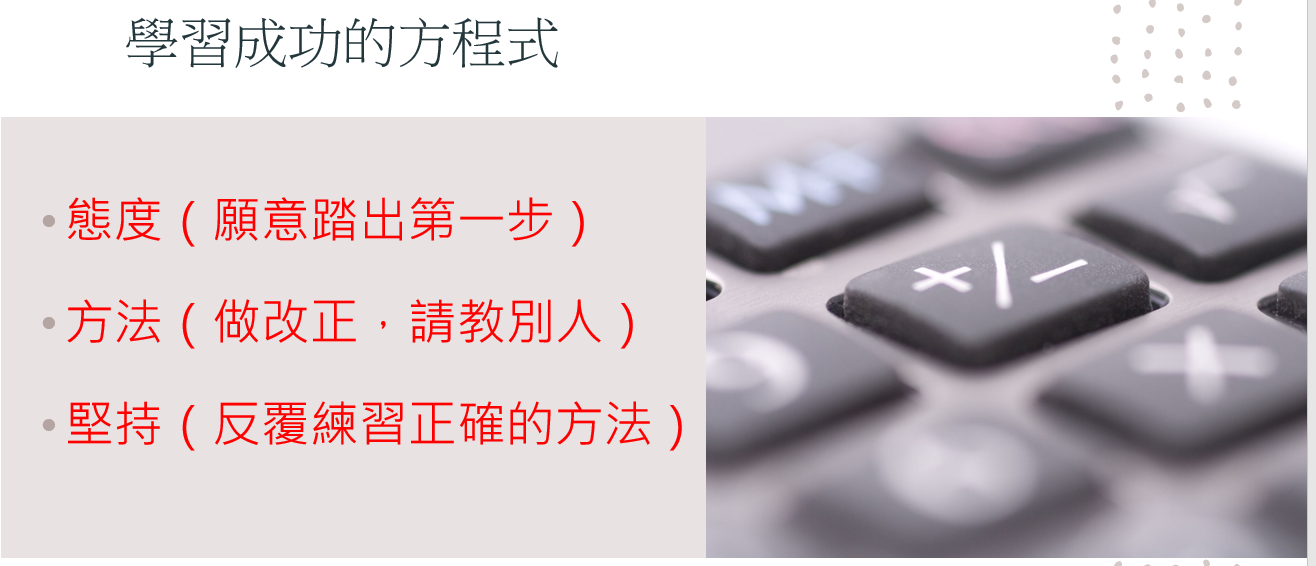 學習成功的方程式
• 態度（願意踏出第一步）
• 方法（做改正，請教別人）
• 堅持（反覆練習正確的方法）
+/−